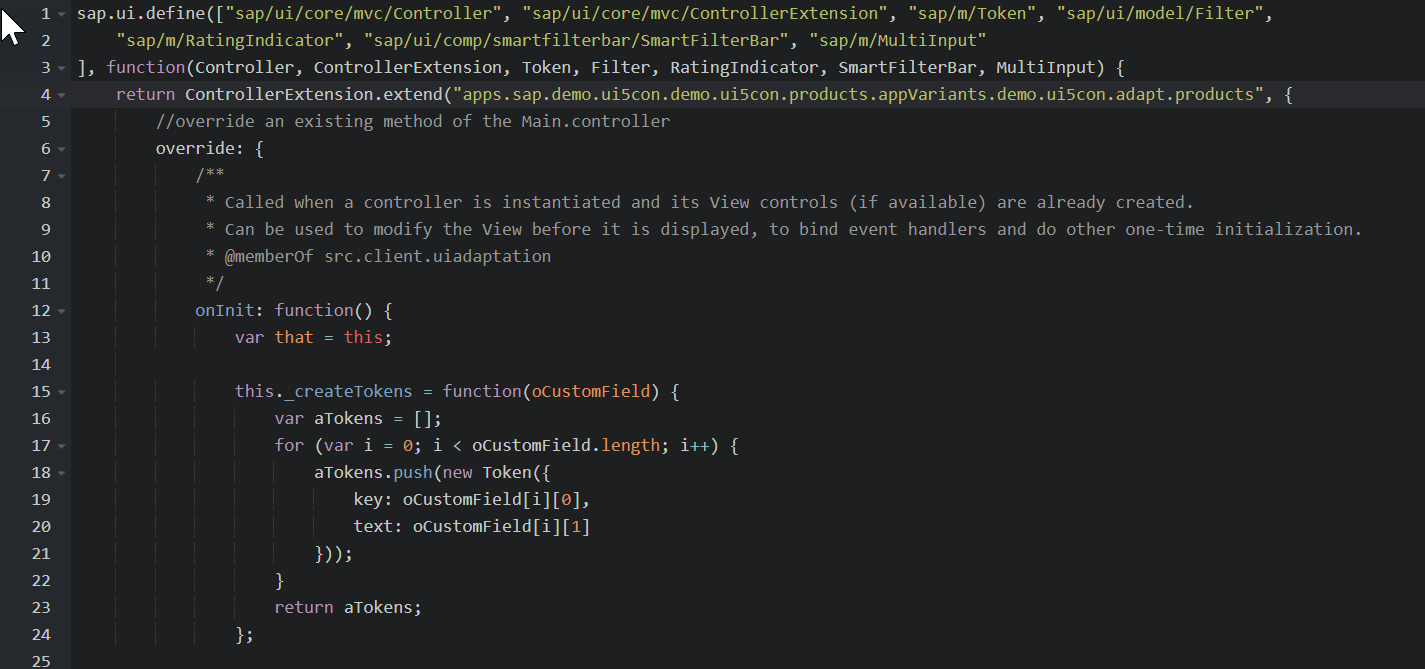 1 sap.ui.define(["sap/ui/core/mvc/Controller", "sap/ui/core/mvc/ControllerExtension", "sap/m/Token", "sap/ui/model/Filter",
2 "sap/m/RatingIndicator", "sap/ui/comp/smartfilterbar/SmartFilterBar", "sap/m/MultiInput"
3 ], function(Controller, ControllerExtension, Token, Filter, RatingIndicator, SmartFilterBar, MultiInput) {
4 return ControllerExtension.extend("apps.sap.demo.ui5con.demo.ui5con.products.appVariants.demo.ui5con.adapt.products", {
5 //override an existing method of the Main.controller
6 override: {
7 /**
8 * Called when a controller is instantiated and its View controls (if available) are already created.
9 * Can be used to modify the View before it is displayed, to bind event handlers and do other one-time initialization.
10 * @memberOf src.client.uiadaptation
11 */
12 onInit: function() {
13 var that = this;
14
15 this._createTokens = function(oCustomField) {
16 var aTokens = [];
17 for (var i = 0; i < oCustomField.length; i++) {
18 aTokens.push(new Token({
19 key: oCustomField[i][0],
20 text: oCustomField[i][1]
21 }));
22 }
23 return aTokens;
24 };
25